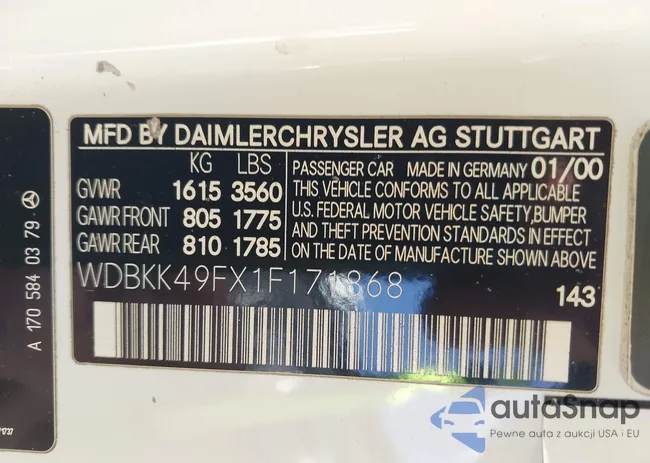 MFD BY DAIMLERCHRYSLER AG STUTTGART
KG LBS
GVWR 1615 3560
GAWR FRONT 805 1775
GAWR REAR 810 1785
PASSENGER CAR MADE IN GERMANY 01/00
THIS VEHICLE CONFORMS TO ALL APPLICABLE
U.S. FEDERAL MOTOR VEHICLE SAFETY, BUMPER
AND THEFT PREVENTION STANDARDS IN EFFECT
ON THE DATE OF MANUFACTURE SHOWN ABOVE
WDBKK49FX1F171868
143
A 170 584 03 79
autoSnap
Pewne auta z aukcji USA i EU